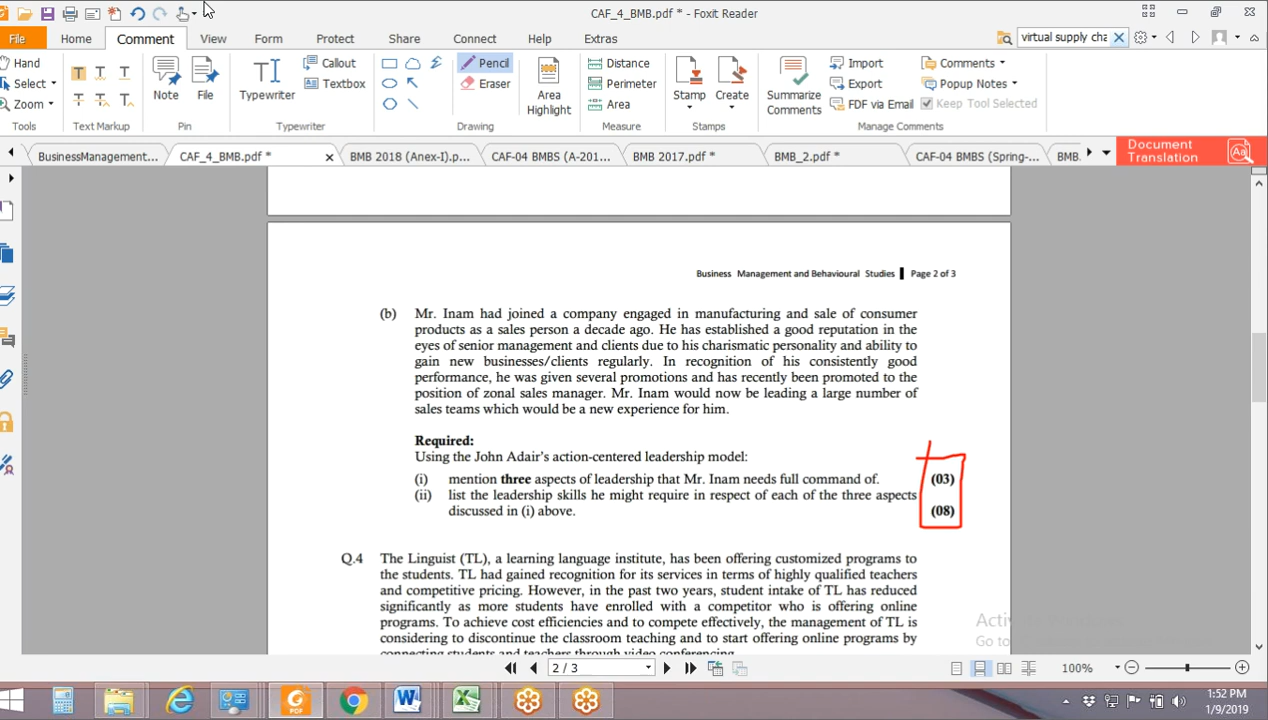 CAF_4_BMB.pdf * - Foxit Reader
File Home Comment View Form Protect Share Connect Help Extras
virtual supply cha
Hand
Select
Zoom
Tools
Text Markup
Note
File
Pin
Typewriter
Callout
Textbox
Typewriter
Pencil
Eraser
Area
Highlight
Drawing
Distance
Perimeter
Area
Measure
Stamp
Create
Stamps
Summarize
Comments
Import
Export
FDF via Email
Comments
Popup Notes
Keep Tool Selected
Manage Comments
BusinessManagement... CAF_4_BMB.pdf * BMB 2018 (Anex-I).p... CAF-04 BMBS (A-201... BMB 2017.pdf * BMB_2.pdf * CAF-04 BMBS (Spring-... BMB.
Document
Translation
Business Management and Behavioural Studies Page 2 of 3
(b) Mr. Inam had joined a company engaged in manufacturing and sale of consumer
products as a sales person a decade ago. He has established a good reputation in the
eyes of senior management and clients due to his charismatic personality and ability to
gain new businesses/clients regularly. In recognition of his consistently good
performance, he was given several promotions and has recently been promoted to the
position of zonal sales manager. Mr. Inam would now be leading a large number of
sales teams which would be a new experience for him.
Required:
Using the John Adair's action-centered leadership model:
(i) mention three aspects of leadership that Mr. Inam needs full command of. (03)
(ii) list the leadership skills he might require in respect of each of the three aspects
discussed in (i) above. (08)
Q.4 The Linguist (TL), a learning language institute, has been offering customized programs to
the students. TL had gained recognition for its services in terms of highly qualified teachers
and competitive pricing. However, in the past two years, student intake of TL has reduced
significantly as more students have enrolled with a competitor who is offering online
programs. To achieve cost efficiencies and to compete effectively, the management of TL is
considering to discontinue the classroom teaching and to start offering online programs by
connecting students and teachers through video conferencing.
2 / 3
100%
1:52 PM
1/9/2019